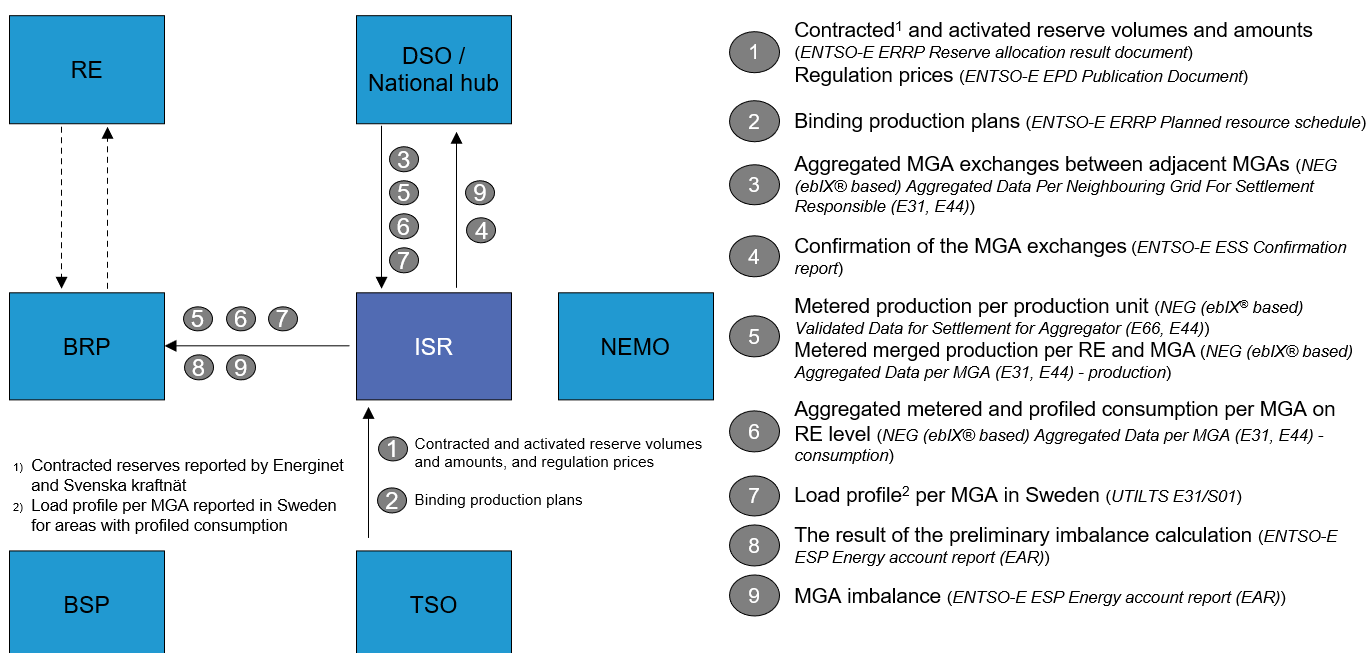 RE
DSO /
National hub
3
5
6
7
9
4
BRP
5 6 7
8 9
ISR
NEMO
1 Contracted and activated reserve volumes
and amounts, and regulation prices
2 Binding production plans
1) Contracted reserves reported by Energinet
and Svenska kraftnät
2) Load profile per MGA reported in Sweden
for areas with profiled consumption
BSP
TSO
1 Contracted¹ and activated reserve volumes and amounts
(ENTSO-E ERRP Reserve allocation result document)
Regulation prices (ENTSO-E EPD Publication Document)
2 Binding production plans (ENTSO-E ERRP Planned resource schedule)
3 Aggregated MGA exchanges between adjacent MGAs (NEG
(ebIX® based) Aggregated Data Per Neighbouring Grid For Settlement
Responsible (E31, E44))
4 Confirmation of the MGA exchanges (ENTSO-E ESS Confirmation
report)
5 Metered production per production unit (NEG (ebIX® based)
Validated Data for Settlement for Aggregator (E66, E44))
Metered merged production per RE and MGA (NEG (ebIX® based)
Aggregated Data per MGA (E31, E44) - production)
6 Aggregated metered and profiled consumption per MGA on
RE level (NEG (ebIX® based) Aggregated Data per MGA (E31, E44) -
consumption)
7 Load profile² per MGA in Sweden (UTILTS E31/S01)
8 The result of the preliminary imbalance calculation (ENTSO-E
ESP Energy account report (EAR))
9 MGA imbalance (ENTSO-E ESP Energy account report (EAR))